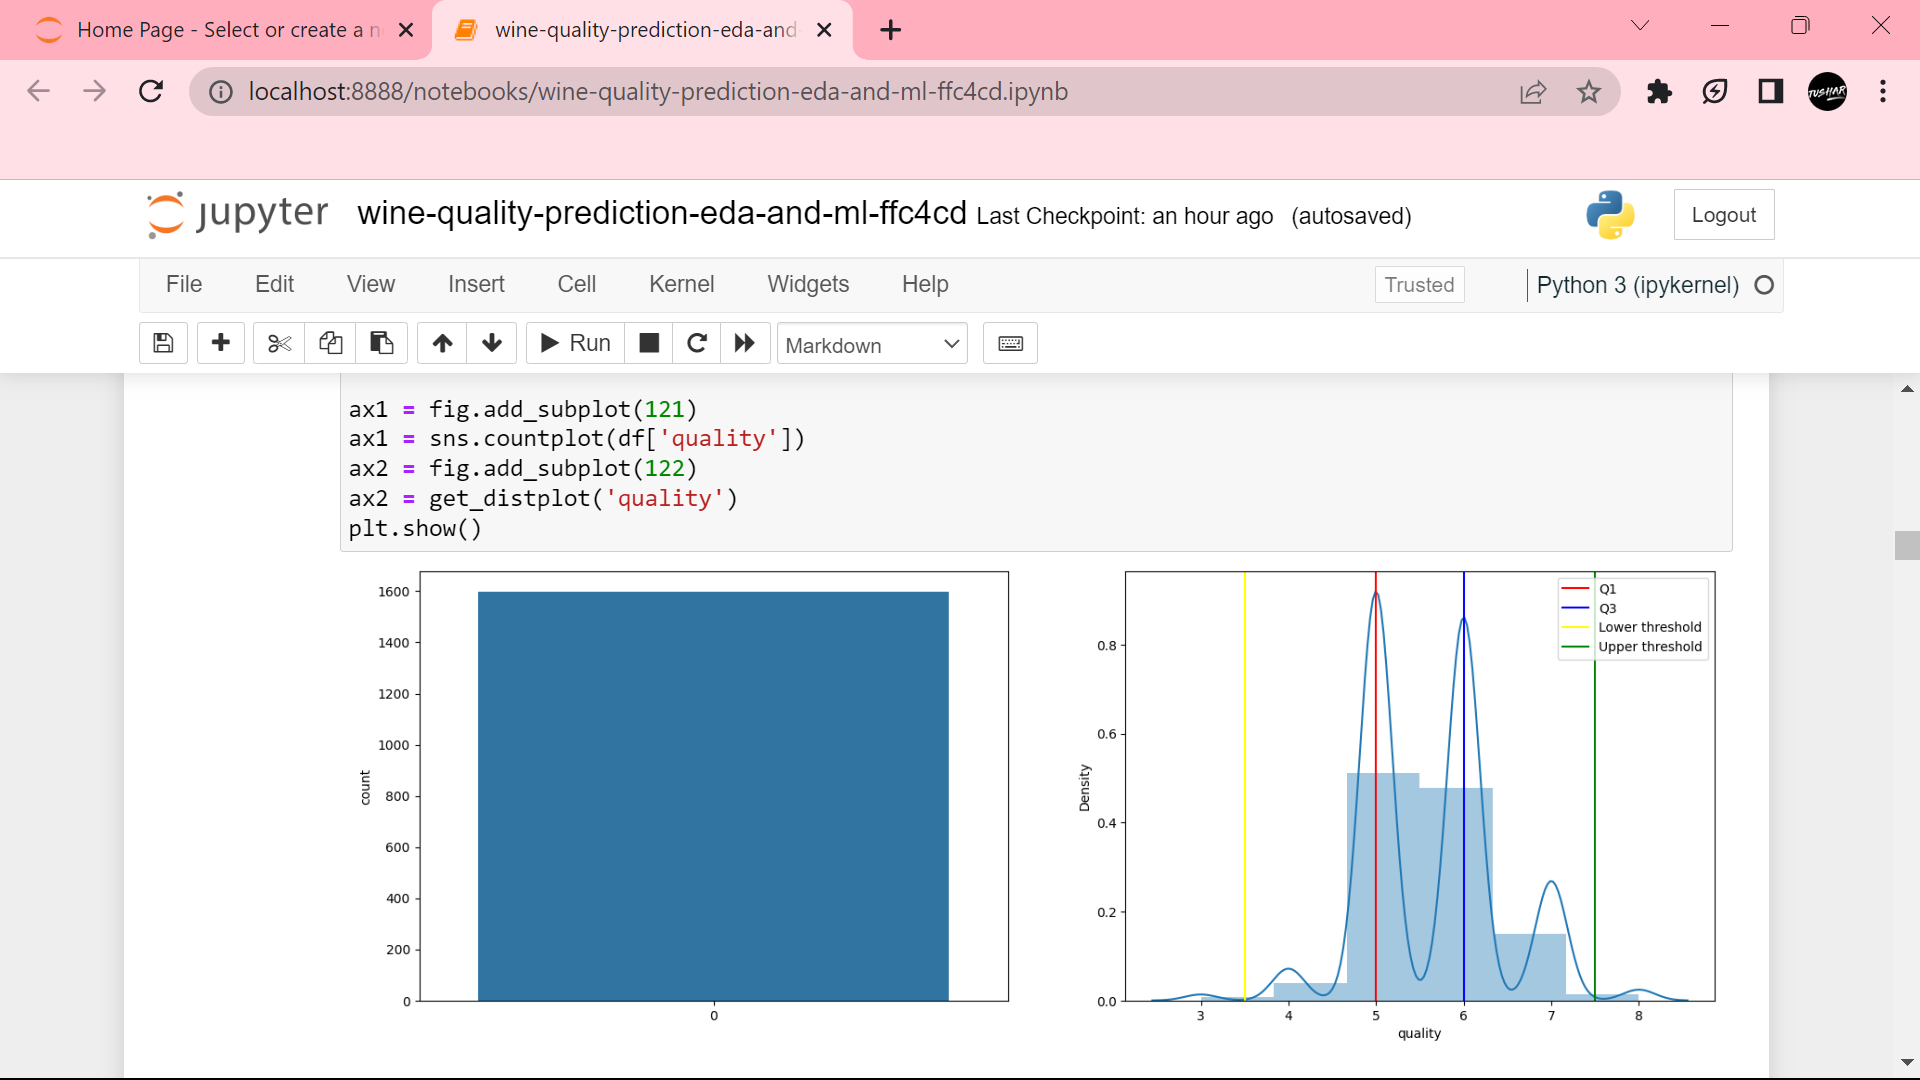 Home Page - Select or create a n
wine-quality-prediction-eda-and-
localhost:8888/notebooks/wine-quality-prediction-eda-and-ml-ffc4cd.ipynb
TUSHAR
jupyter wine-quality-prediction-eda-and-ml-ffc4cd Last Checkpoint: an hour ago (autosaved)
Logout
File Edit View Insert Cell Kernel Widgets Help
Trusted
Python 3 (ipykernel)
Run
Markdown
ax1 = fig.add_subplot(121)
ax1 = sns.countplot(df['quality'])
ax2 = fig.add_subplot(122)
ax2 = get_distplot('quality')
plt.show()
1600
1400
1200
1000
800
600
400
200
0
count
0
Q1
Q3
Lower threshold
Upper threshold
0.8
0.6
0.4
0.2
0.0
Density
3 4 5 6 7 8
quality